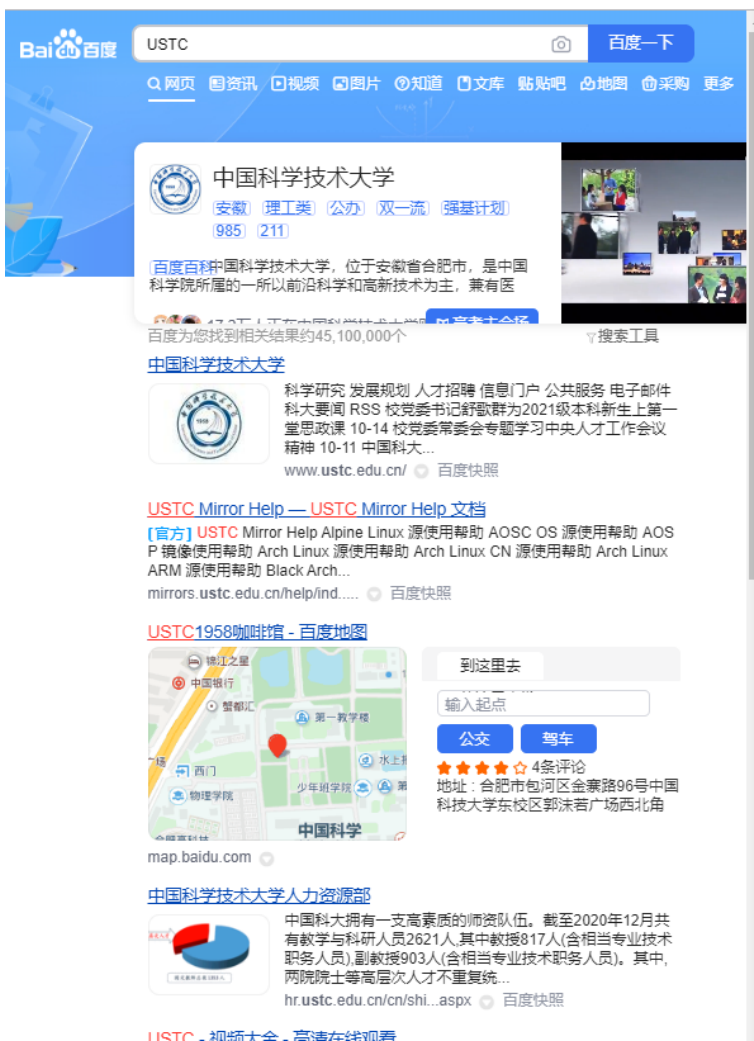 Bai du 百度
USTC
百度一下
网页 资讯 视频 图片 知道 文库 贴吧 地图 采购 更多
中国科学技术大学
安徽 理工类 公办 双一流 强基计划
985 211
百度百科 中国科学技术大学，位于安徽省合肥市，是中国
科学院所属的一所以前沿科学和高新技术为主，兼有医
百度为您找到相关结果约45,100,000个
搜索工具
中国科学技术大学
科学研究 发展规划 人才招聘 信息门户 公共服务 电子邮件
科大要闻 RSS 校党委书记舒歌群为2021级本科新生上第一
堂思政课 10-14 校党委常委会专题学习中央人才工作会议
精神 10-11 中国科大...
www.ustc.edu.cn/ 百度快照
USTC Mirror Help — USTC Mirror Help 文档
[官方] USTC Mirror Help Alpine Linux 源使用帮助 AOSC OS 源使用帮助 AOS
P 镜像使用帮助 Arch Linux 源使用帮助 Arch Linux CN 源使用帮助 Arch Linux
ARM 源使用帮助 Black Arch...
mirrors.ustc.edu.cn/help/ind..... 百度快照
USTC1958咖啡馆 - 百度地图
锦江之星
中国银行
蟹都汇
第一教学楼
西门
水上
少年班学院
第
物理学院
中国科学
到这里去
输入起点
公交 驾车
4条评论
地址：合肥市包河区金寨路96号中国
科技大学东校区郭沫若广场西北角
map.baidu.com
中国科学技术大学人力资源部
中国科大拥有一支高素质的师资队伍。截至2020年12月共
有教学与科研人员2621人,其中教授817人(含相当专业技术
职务人员),副教授903人(含相当专业技术职务人员)。其中,
两院院士等高层次人才不重复统...
hr.ustc.edu.cn/cn/shi...aspx 百度快照
USTC - 视频大全 - 高清在线观看